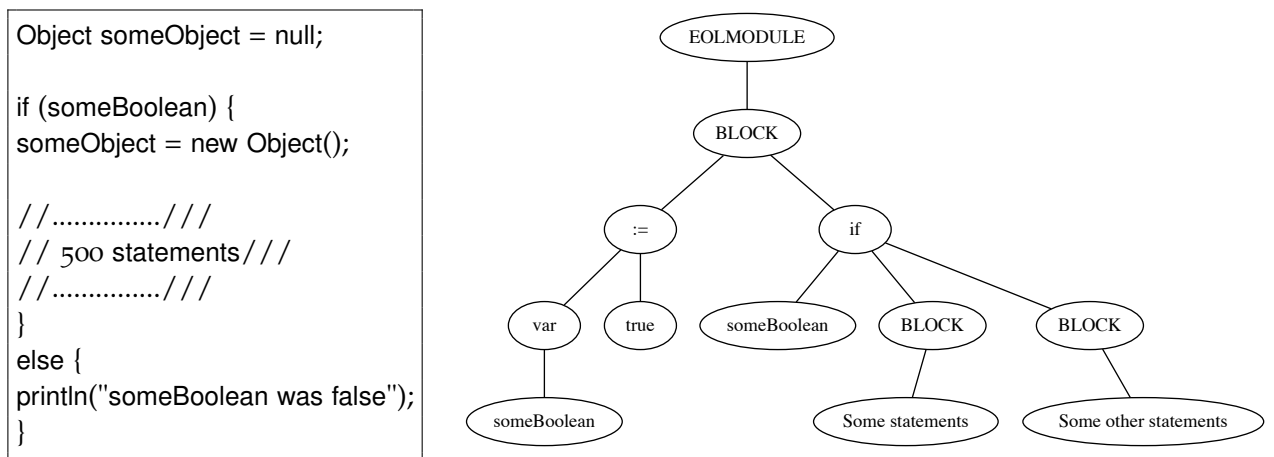 Object someObject = null;
if (someBoolean) {
someObject = new Object();
//...............///
// 500 statements///
//...............///
}
else {
println("someBoolean was false");
}
EOLMODULE
BLOCK
:=
if
var
true
someBoolean
BLOCK
BLOCK
someBoolean
Some statements
Some other statements